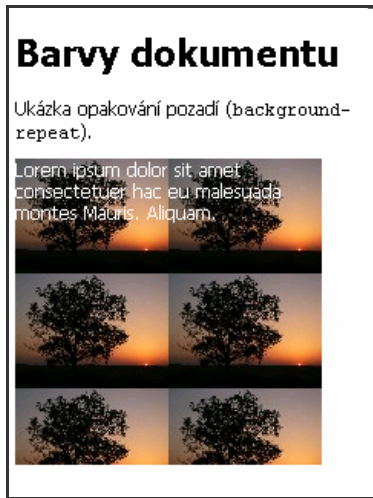 Barvy dokumentu
Ukázka opakování pozadí (background-
repeat).
Lorem ipsum dolor sit amet
consectetuer hac eu malesuada
montes Mauris. Aliquam.